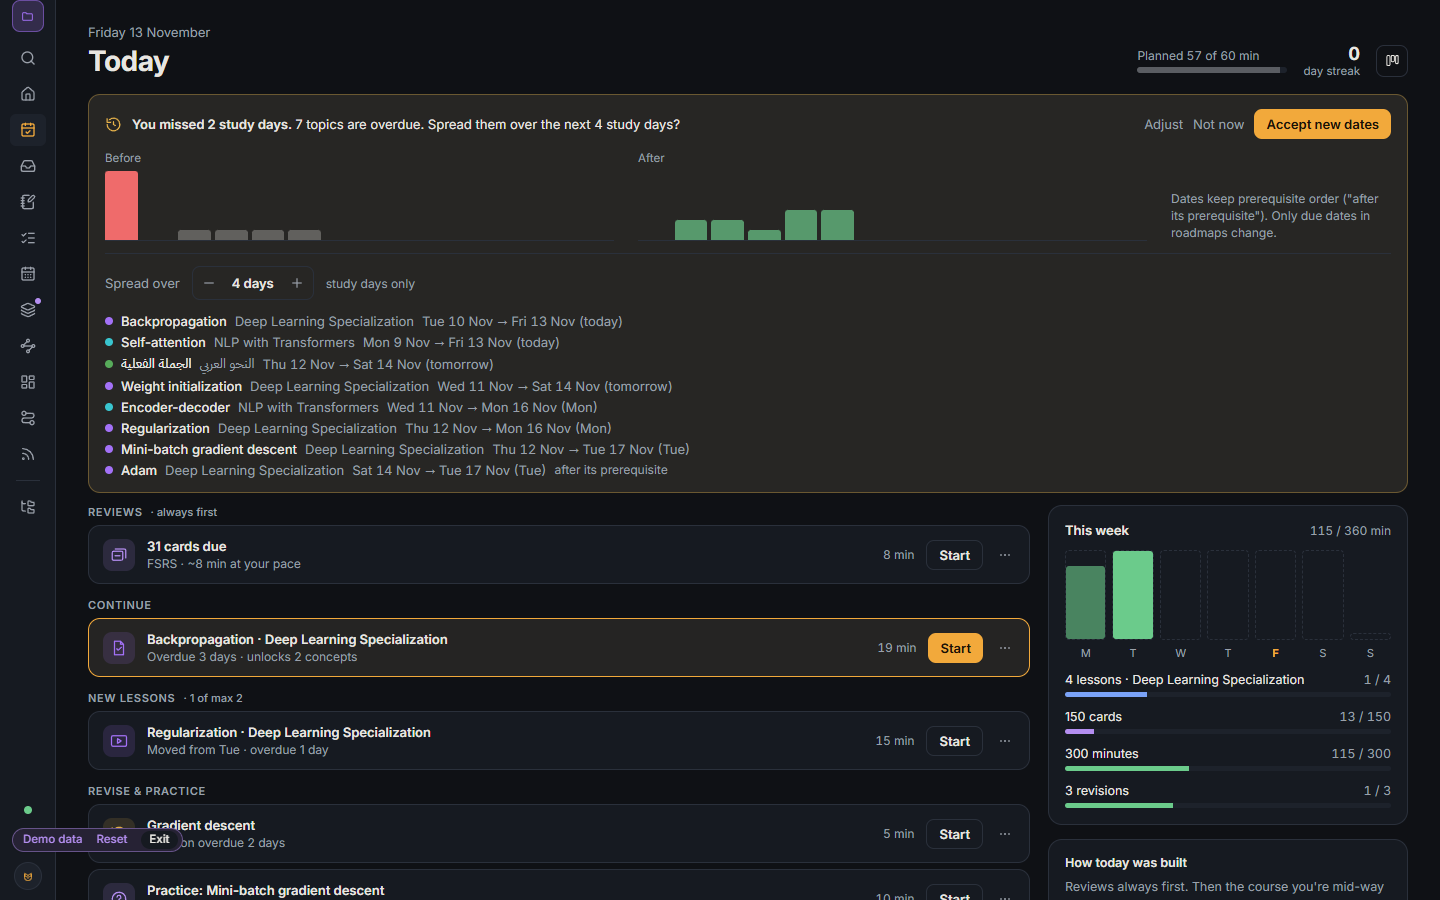 Friday 13 November
Today
Planned 57 of 60 min
0
day streak
You missed 2 study days. 7 topics are overdue. Spread them over the next 4 study days?
Adjust
Not now
Accept new dates
Before
After
Dates keep prerequisite order ("after
its prerequisite"). Only due dates in
roadmaps change.
Spread over
− 4 days +
study days only
Backpropagation Deep Learning Specialization Tue 10 Nov → Fri 13 Nov (today)
Self-attention NLP with Transformers Mon 9 Nov → Fri 13 Nov (today)
الجملة الفعلية النحو العربي Thu 12 Nov → Sat 14 Nov (tomorrow)
Weight initialization Deep Learning Specialization Wed 11 Nov → Sat 14 Nov (tomorrow)
Encoder-decoder NLP with Transformers Wed 11 Nov → Mon 16 Nov (Mon)
Regularization Deep Learning Specialization Thu 12 Nov → Mon 16 Nov (Mon)
Mini-batch gradient descent Deep Learning Specialization Thu 12 Nov → Tue 17 Nov (Tue)
Adam Deep Learning Specialization Sat 14 Nov → Tue 17 Nov (Tue) after its prerequisite
REVIEWS · always first
31 cards due
FSRS · ~8 min at your pace
8 min
Start
CONTINUE
Backpropagation · Deep Learning Specialization
Overdue 3 days · unlocks 2 concepts
19 min
Start
NEW LESSONS · 1 of max 2
Regularization · Deep Learning Specialization
Moved from Tue · overdue 1 day
15 min
Start
REVISE & PRACTICE
Gradient descent
on overdue 2 days
5 min
Start
Practice: Mini-batch gradient descent
10 min
Start
This week
115 / 360 min
M T W T F S S
4 lessons · Deep Learning Specialization 1 / 4
150 cards 13 / 150
300 minutes 115 / 300
3 revisions 1 / 3
How today was built
Reviews always first. Then the course you're mid-way
Demo data Reset Exit